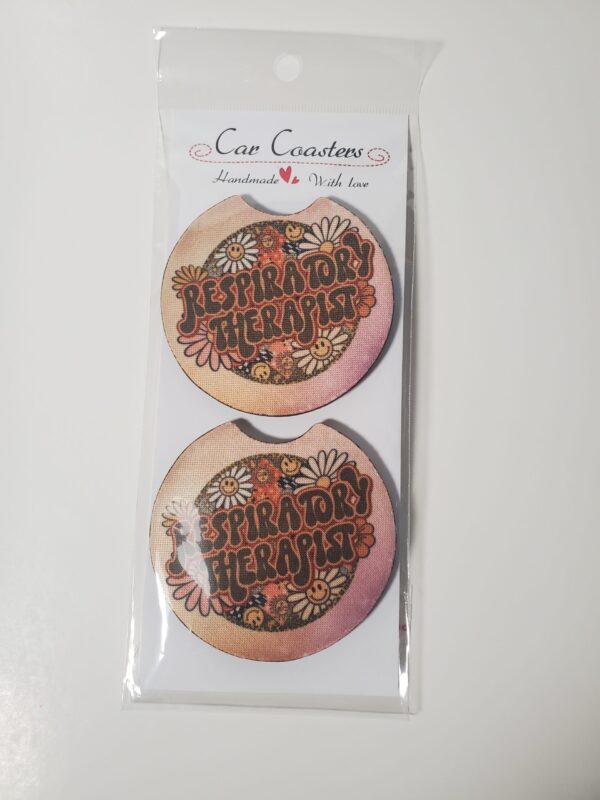 Car Coasters
Handmade With love
RESPIRATORY
THERAPIST
RESPIRATORY
THERAPIST